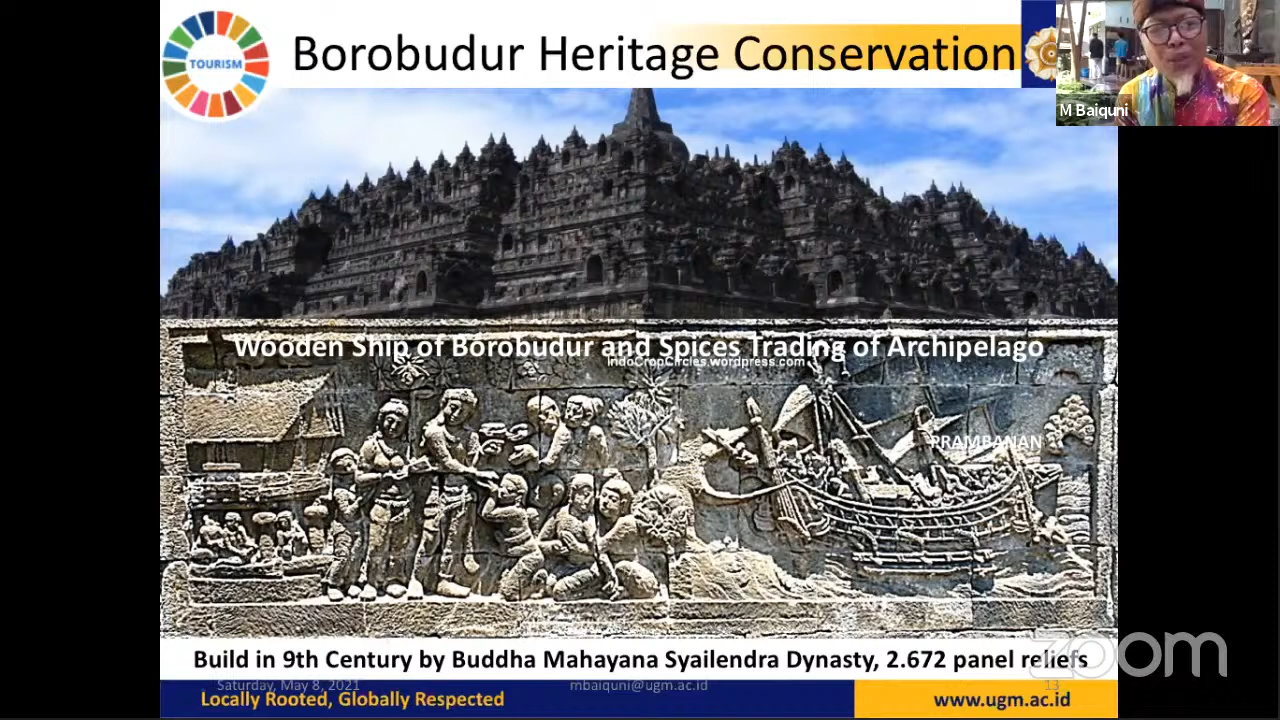 TOURISM
Borobudur Heritage Conservation
M Baiquni
Wooden Ship of Borobudur and Spices Trading of Archipelago
IndoCropCircles.wordpress.com
PRAMBANAN
Build in 9th Century by Buddha Mahayana Syailendra Dynasty, 2.672 panel reliefs
zoom
Saturday, May 8, 2021
mbaiquni@ugm.ac.id
13
Locally Rooted, Globally Respected
www.ugm.ac.id